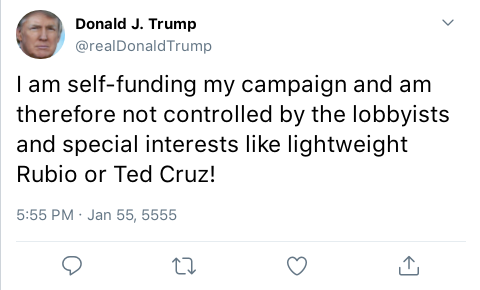 Donald J. Trump
@realDonaldTrump
I am self-funding my campaign and am
therefore not controlled by the lobbyists
and special interests like lightweight
Rubio or Ted Cruz!
5:55 PM · Jan 55, 5555